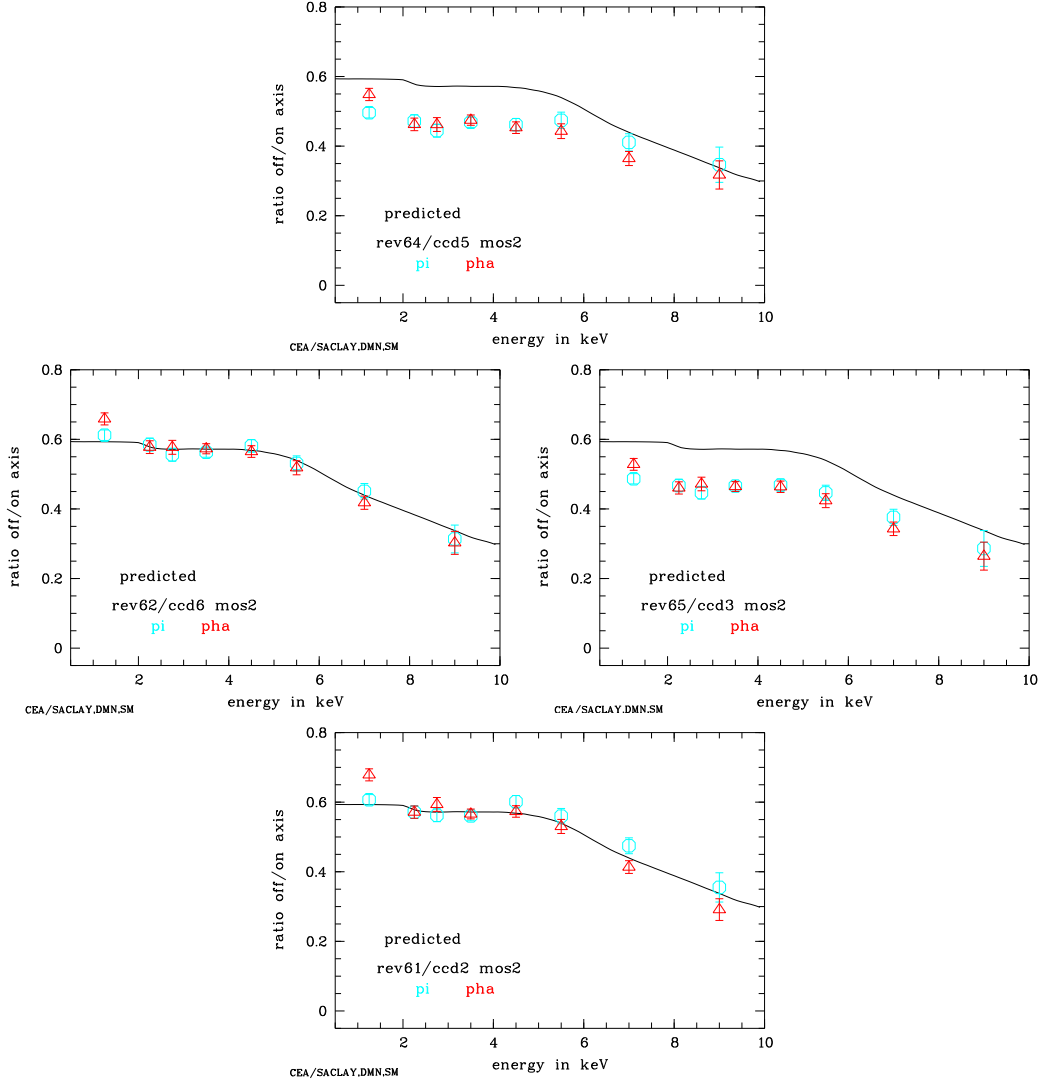 0.8
0.6
0.4
0.2
0
ratio off/on axis
predicted
rev64/ccd5 mos2
pi pha
2 4 6 8 10
energy in keV
CEA/SACLAY,DMN,SM
0.8
0.6
0.4
0.2
0
ratio off/on axis
predicted
rev62/ccd6 mos2
pi pha
2 4 6 8 10
energy in keV
CEA/SACLAY,DMN,SM
0.8
0.6
0.4
0.2
0
ratio off/on axis
predicted
rev65/ccd3 mos2
pi pha
2 4 6 8 10
energy in keV
CEA/SACLAY,DMN,SM
0.8
0.6
0.4
0.2
0
ratio off/on axis
predicted
rev61/ccd2 mos2
pi pha
2 4 6 8 10
energy in keV
CEA/SACLAY,DMN,SM